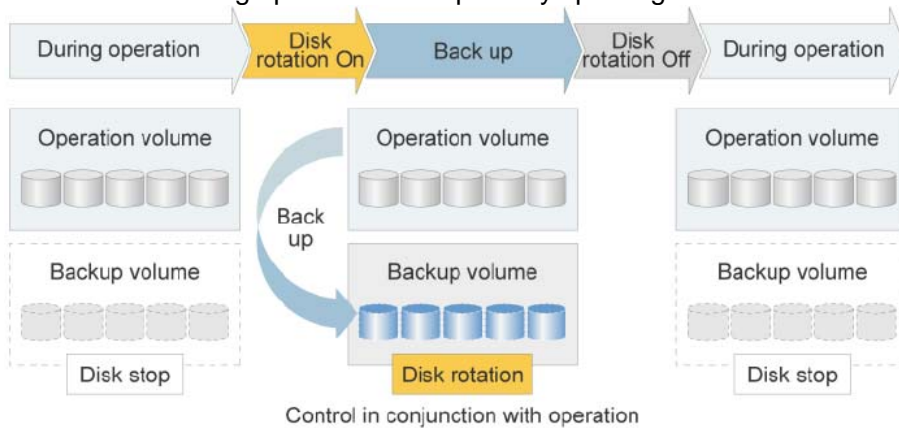 During operation
Disk
rotation On
Back up
Disk
rotation Off
During operation
Operation volume
Operation volume
Operation volume
Back
up
Backup volume
Backup volume
Backup volume
Disk stop
Disk rotation
Disk stop
Control in conjunction with operation